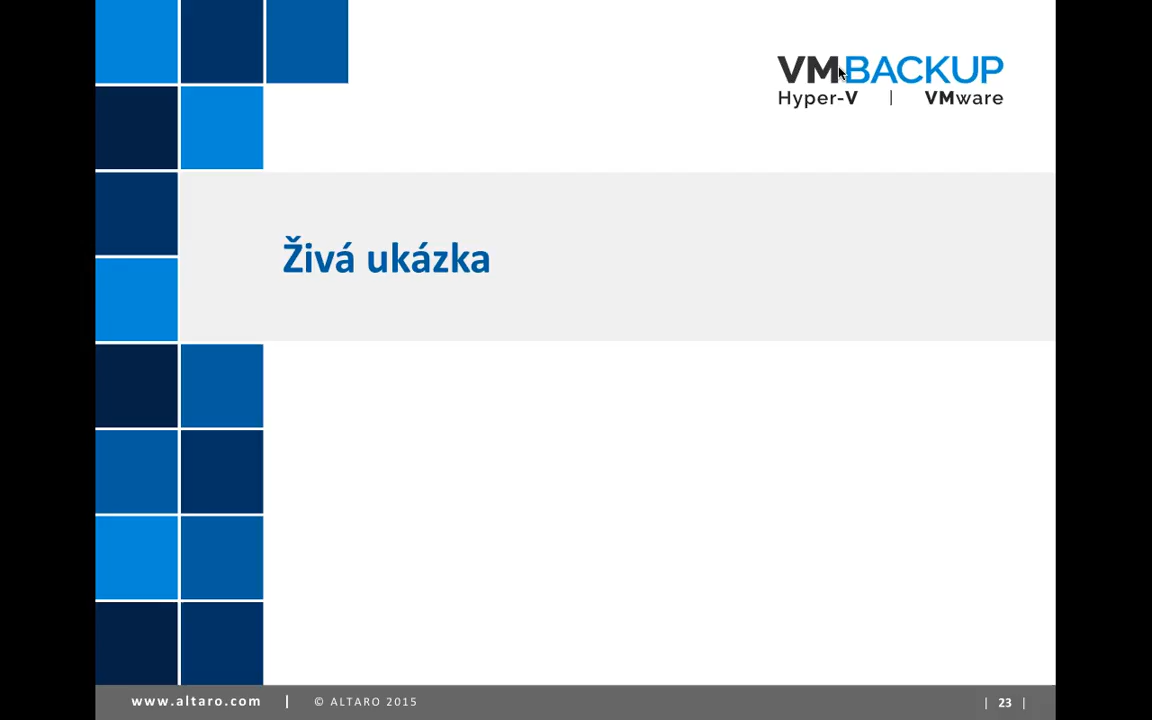 VMBACKUP
Hyper-V | VMware
Živá ukázka
www.altaro.com | © ALTARO 2015 | 23 |